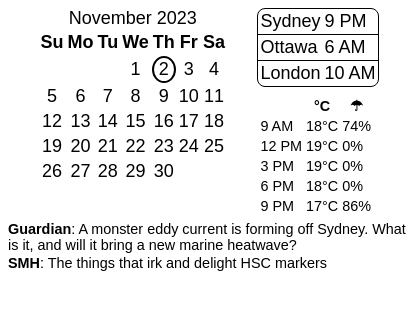 November 2023
Su Mo Tu We Th Fr Sa
1 2 3 4
5 6 7 8 9 10 11
12 13 14 15 16 17 18
19 20 21 22 23 24 25
26 27 28 29 30
Sydney 9 PM
Ottawa 6 AM
London 10 AM
°C ☂
9 AM 18°C 74%
12 PM 19°C 0%
3 PM 19°C 0%
6 PM 18°C 0%
9 PM 17°C 86%
Guardian: A monster eddy current is forming off Sydney. What
is it, and will it bring a new marine heatwave?
SMH: The things that irk and delight HSC markers